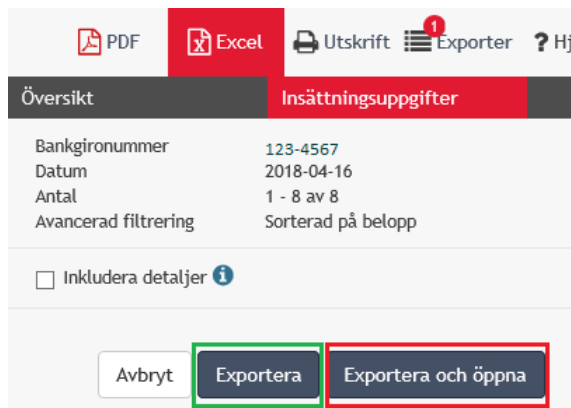 PDF Excel Utskrift 1 Exporter ? Hj
Översikt Insättningsuppgifter
Bankgironummer 123-4567
Datum 2018-04-16
Antal 1 - 8 av 8
Avancerad filtrering Sorterad på belopp
Inkludera detaljer i
Avbryt Exportera Exportera och öppna